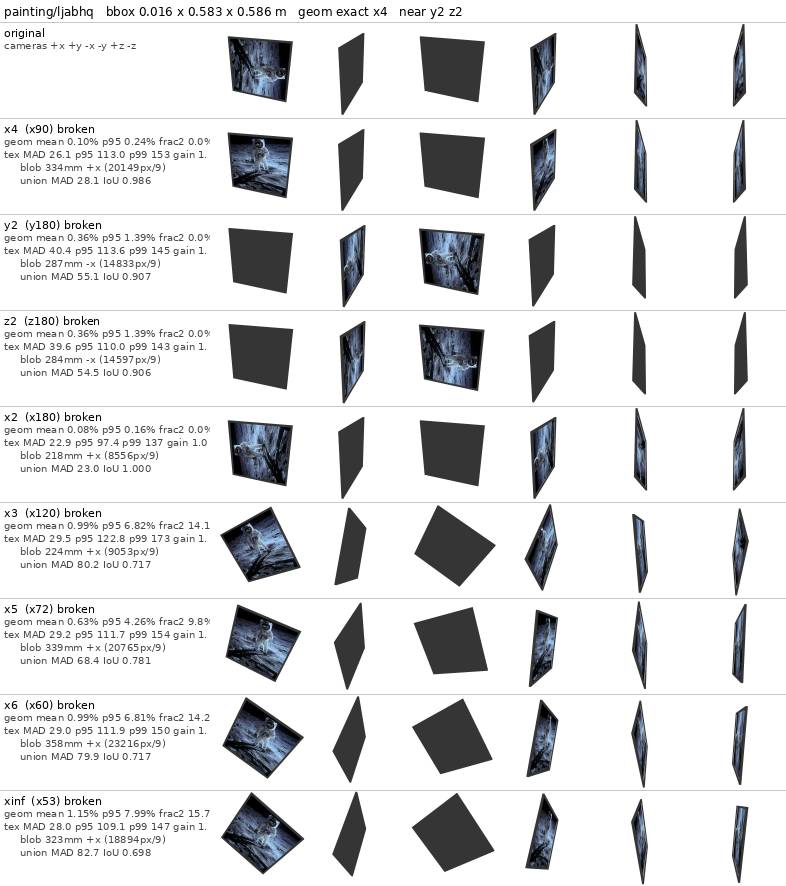 painting/ljabhq   bbox 0.016 x 0.583 x 0.586 m   geom exact x4   near y2 z2
original
cameras +x +y -x -y +z -z
x4  (x90) broken
geom mean 0.10% p95 0.24% frac2 0.0%
tex MAD 26.1 p95 113.0 p99 153 gain 1.
blob 334mm +x (20149px/9)
union MAD 28.1 IoU 0.986
y2  (y180) broken
geom mean 0.36% p95 1.39% frac2 0.0%
tex MAD 40.4 p95 113.6 p99 145 gain 1.
blob 287mm -x (14833px/9)
union MAD 55.1 IoU 0.907
z2  (z180) broken
geom mean 0.36% p95 1.39% frac2 0.0%
tex MAD 39.6 p95 110.0 p99 143 gain 1.
blob 284mm -x (14597px/9)
union MAD 54.5 IoU 0.906
x2  (x180) broken
geom mean 0.08% p95 0.16% frac2 0.0%
tex MAD 22.9 p95 97.4 p99 137 gain 1.0
blob 218mm +x (8556px/9)
union MAD 23.0 IoU 1.000
x3  (x120) broken
geom mean 0.99% p95 6.82% frac2 14.1
tex MAD 29.5 p95 122.8 p99 173 gain 1.
blob 224mm +x (9053px/9)
union MAD 80.2 IoU 0.717
x5  (x72) broken
geom mean 0.63% p95 4.26% frac2 9.8%
tex MAD 29.2 p95 111.7 p99 154 gain 1.
blob 339mm +x (20765px/9)
union MAD 68.4 IoU 0.781
x6  (x60) broken
geom mean 0.99% p95 6.81% frac2 14.2
tex MAD 29.0 p95 111.9 p99 150 gain 1.
blob 358mm +x (23216px/9)
union MAD 79.9 IoU 0.717
xinf  (x53) broken
geom mean 1.15% p95 7.99% frac2 15.7
tex MAD 28.0 p95 109.1 p99 147 gain 1.
blob 323mm +x (18894px/9)
union MAD 82.7 IoU 0.698